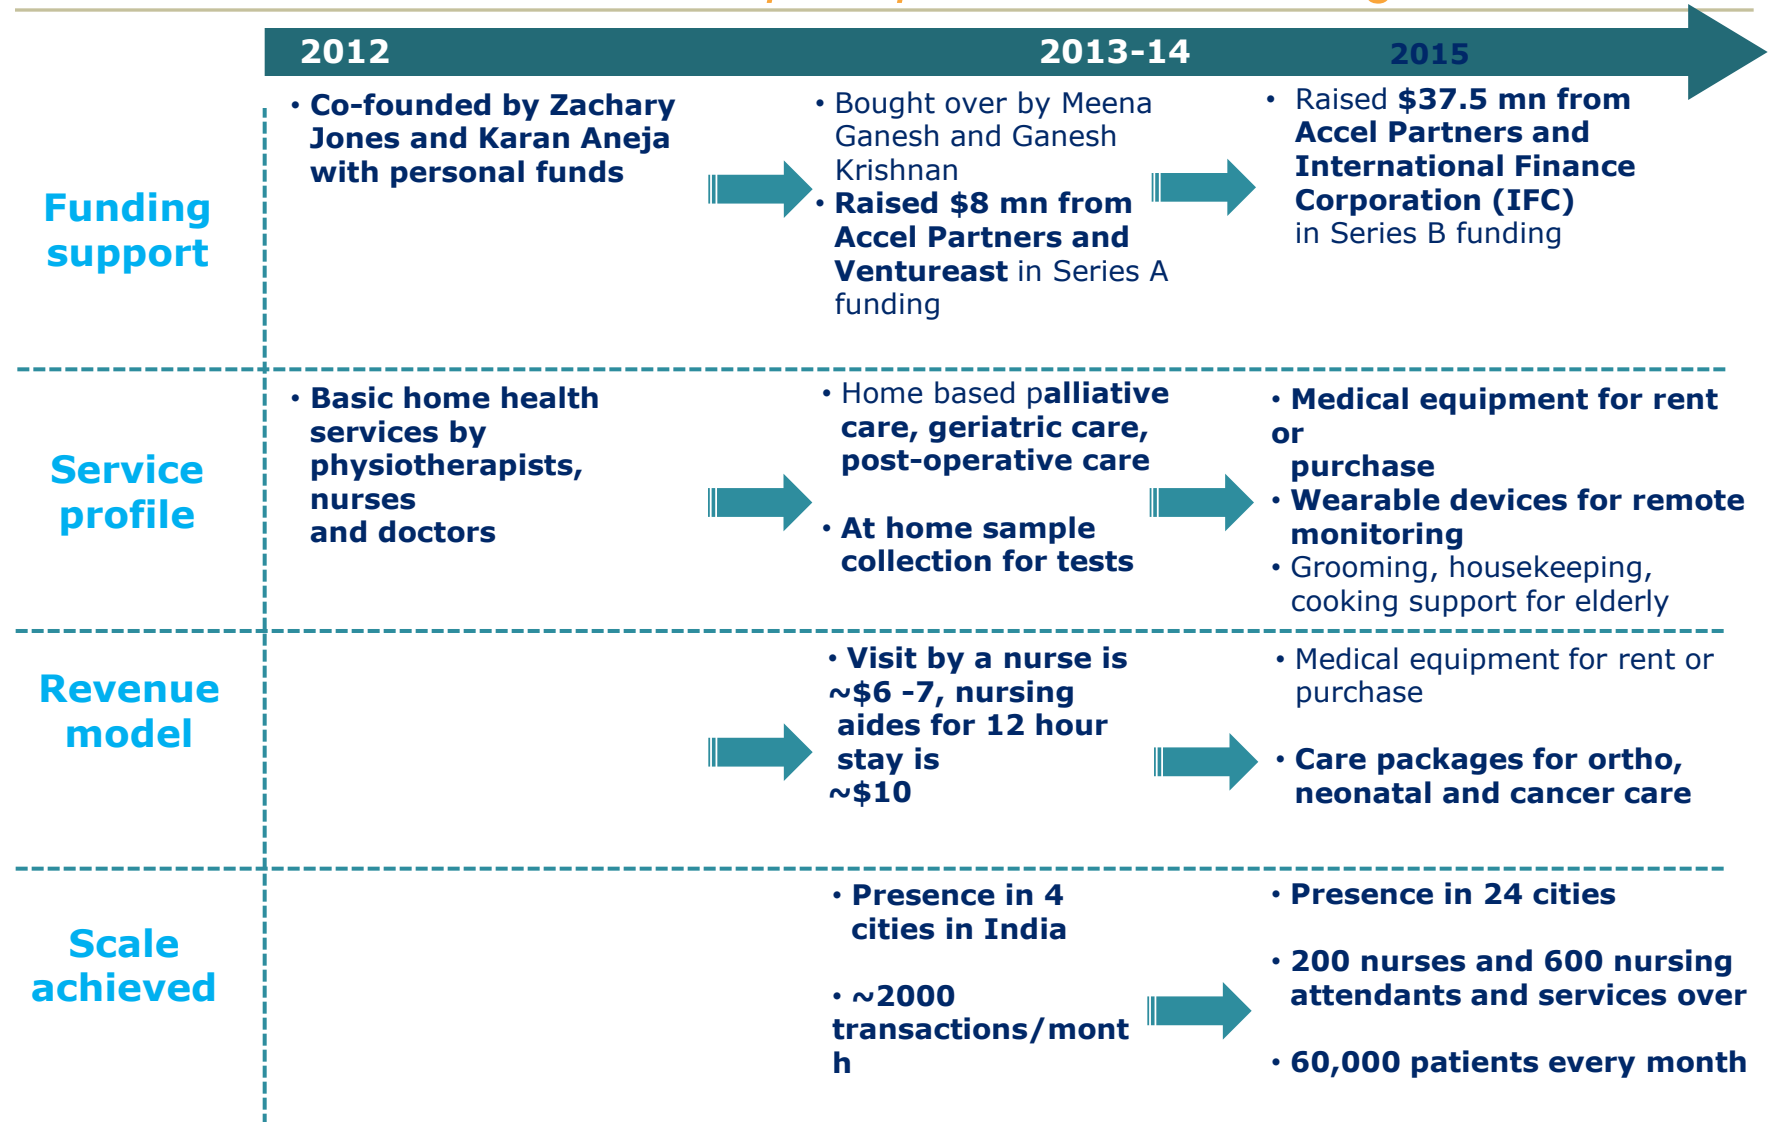 2012
2013-14
2015
Funding
support
• Co-founded by Zachary
Jones and Karan Aneja
with personal funds
• Bought over by Meena
Ganesh and Ganesh
Krishnan
• Raised $8 mn from
Accel Partners and
Ventureast in Series A
funding
• Raised $37.5 mn from
Accel Partners and
International Finance
Corporation (IFC)
in Series B funding
Service
profile
• Basic home health
services by
physiotherapists,
nurses
and doctors
• Home based palliative
care, geriatric care,
post-operative care
• At home sample
collection for tests
• Medical equipment for rent
or
purchase
• Wearable devices for remote
monitoring
• Grooming, housekeeping,
cooking support for elderly
Revenue
model
• Visit by a nurse is
~$6 -7, nursing
aides for 12 hour
stay is
~$10
• Medical equipment for rent or
purchase
• Care packages for ortho,
neonatal and cancer care
Scale
achieved
• Presence in 4
cities in India
• ~2000
transactions/mont
h
• Presence in 24 cities
• 200 nurses and 600 nursing
attendants and services over
• 60,000 patients every month